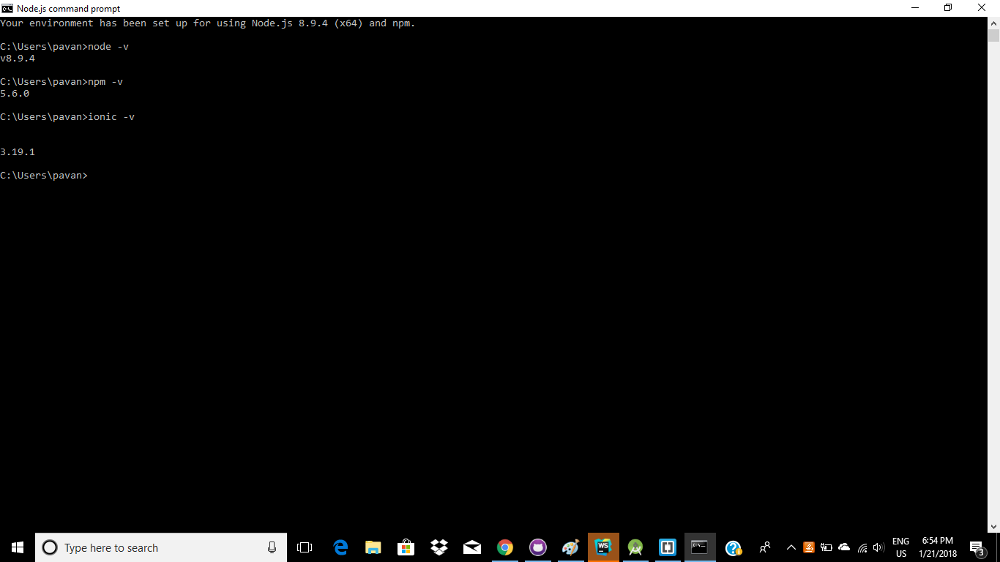 Node.js command prompt
Your environment has been set up for using Node.js 8.9.4 (x64) and npm.
C:\Users\pavan>node -v
v8.9.4
C:\Users\pavan>npm -v
5.6.0
C:\Users\pavan>ionic -v
3.19.1
C:\Users\pavan>
Type here to search
WS
ENG
US
6:54 PM
1/21/2018
3